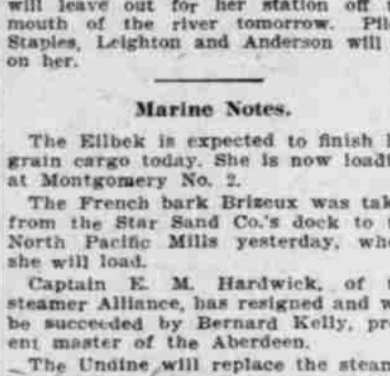 will leave out for her station off
mouth of the river tomorrow.
Staples, Leighton and Anderson will
on her.
Marine Notes.
The Eilbek is expected to finish
grain cargo today. She is now
at Montgomery No. 2.
The French bark Brizeux was
from the Star Sand Co.'s dock to
North Pacific Mills yesterday,
she will load.
Captain E. M. Hardwick, of
steamer Alliance, has resigned and
be succeeded by Bernard Kelly,
ent master of the Aberdeen.
The Undine will replace the